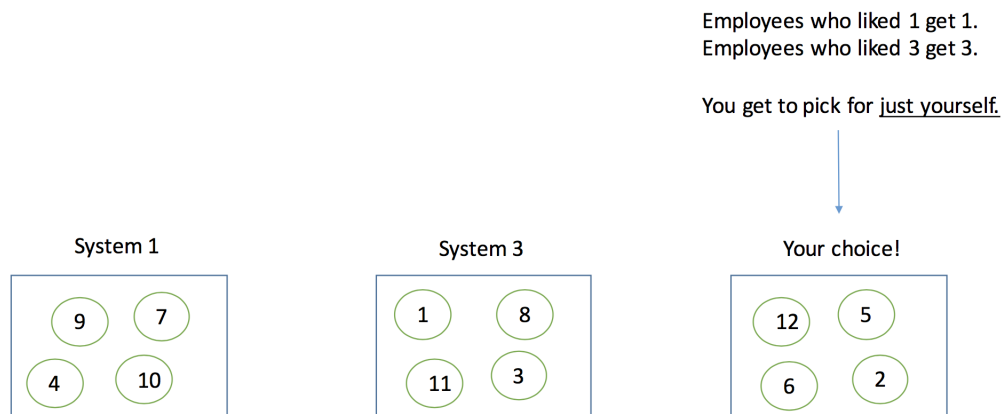 Employees who liked 1 get 1.
Employees who liked 3 get 3.
You get to pick for just yourself.
System 1
System 3
Your choice!
9
7
4
10
1
8
11
3
12
5
6
2